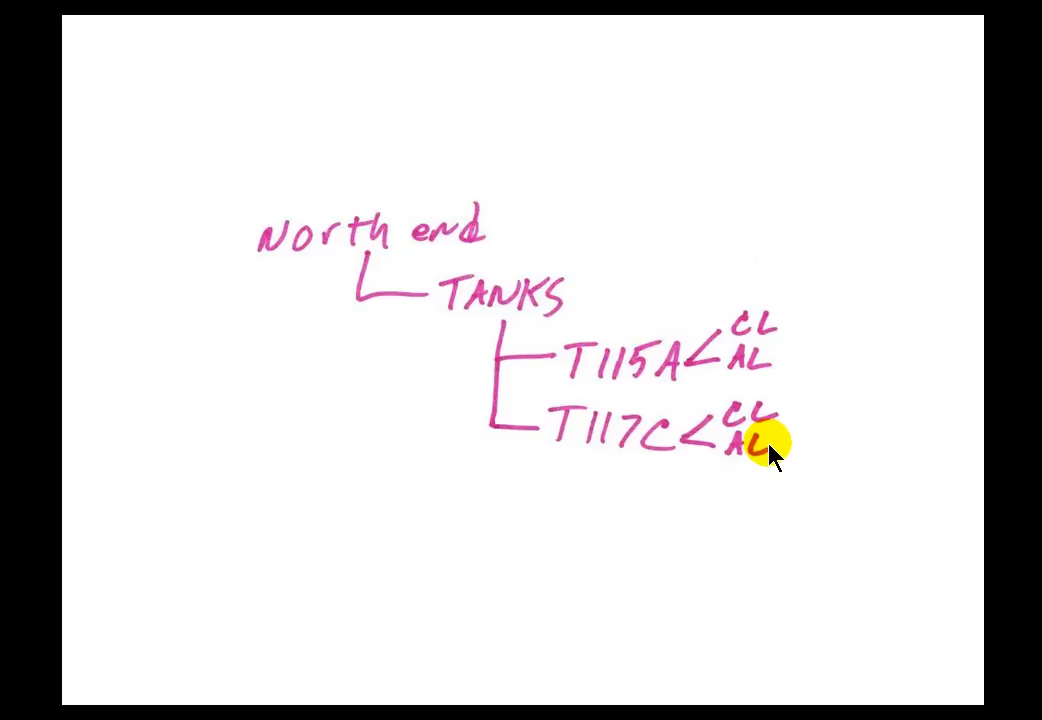 North end
TANKS
CL
T115A
AL
CL
T117C
AL